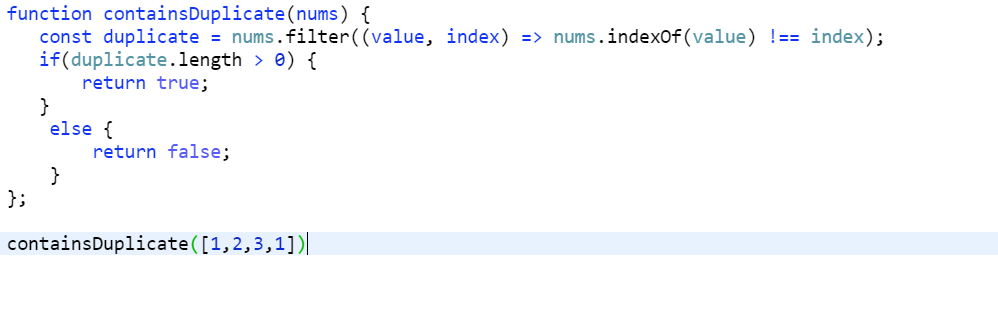 function containsDuplicate(nums) {
   const duplicate = nums.filter((value, index) => nums.indexOf(value) !== index);
   if(duplicate.length > 0) {
       return true;
   }
    else {
        return false;
    }
};

containsDuplicate([1,2,3,1])